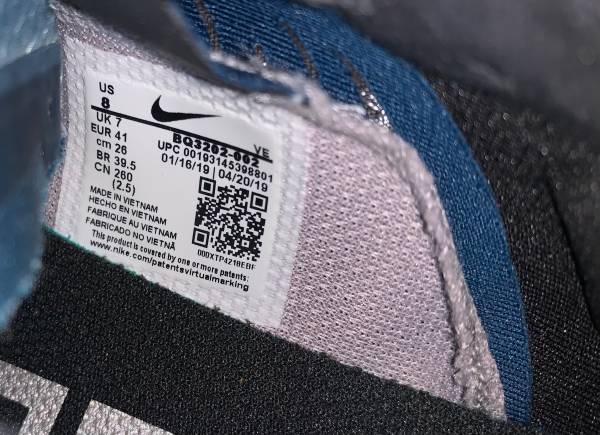 US
8
UK 7
EUR 41
cm 26
BR 39.5
CN 260
(2.5)
BQ3202-002 VE
UPC 00193145398801
01/16/19 | 04/20/19
MADE IN VIETNAM
HECHO EN VIETNAM
FABRIQUE AU VIETNAM
FABRICADO NO VIETNÃ
This product is covered by one or more patents:
www.nike.com/patentsvirtualmarking
000XTP4210EBF